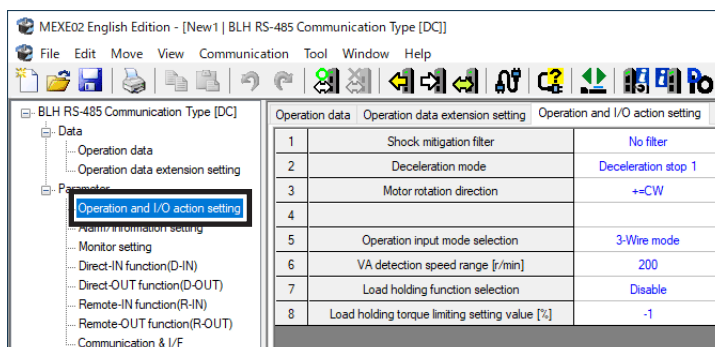 MEXE02 English Edition - [New1 | BLH RS-485 Communication Type [DC]]
File Edit Move View Communication Tool Window Help
BLH RS-485 Communication Type [DC]
Data
Operation data
Operation data extension setting
Parameter
Operation and I/O action setting
Alarm/Information setting
Monitor setting
Direct-IN function(D-IN)
Direct-OUT function(D-OUT)
Remote-IN function(R-IN)
Remote-OUT function(R-OUT)
Communication & I/F
Operation data Operation data extension setting Operation and I/O action setting
1 Shock mitigation filter No filter
2 Deceleration mode Deceleration stop 1
3 Motor rotation direction +=CW
4
5 Operation input mode selection 3-Wire mode
6 VA detection speed range [r/min] 200
7 Load holding function selection Disable
8 Load holding torque limiting setting value [%] -1